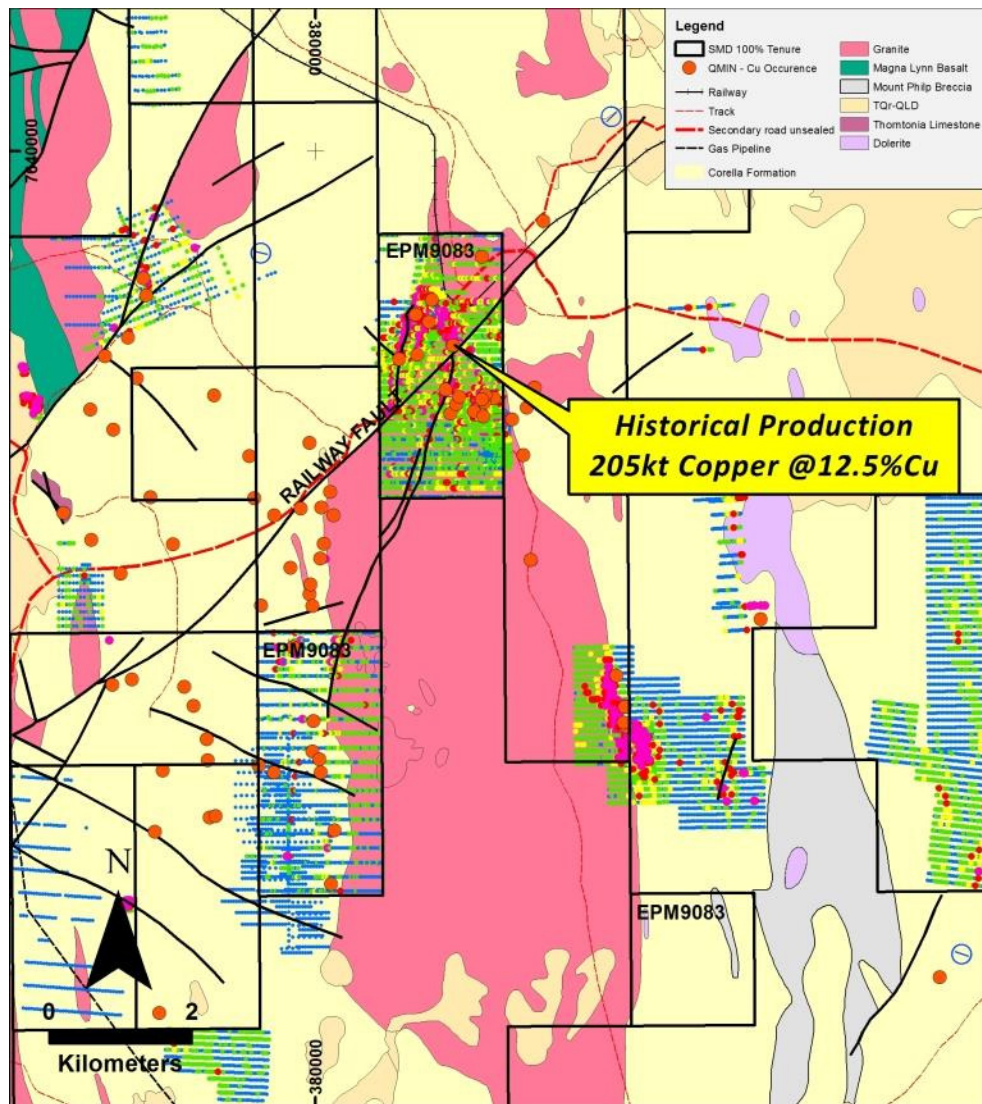 380000
7640000
Legend
SMD 100% Tenure
QMIN - Cu Occurence
Railway
Track
Secondary road unsealed
Gas Pipeline
Corella Formation
Granite
Magna Lynn Basalt
Mount Philp Breccia
TQr-QLD
Thorntonia Limestone
Dolerite
EPM9083
RAILWAY FAULT
Historical Production
205kt Copper @12.5%Cu
EPM9083
EPM9083
N
0 2
Kilometers
380000